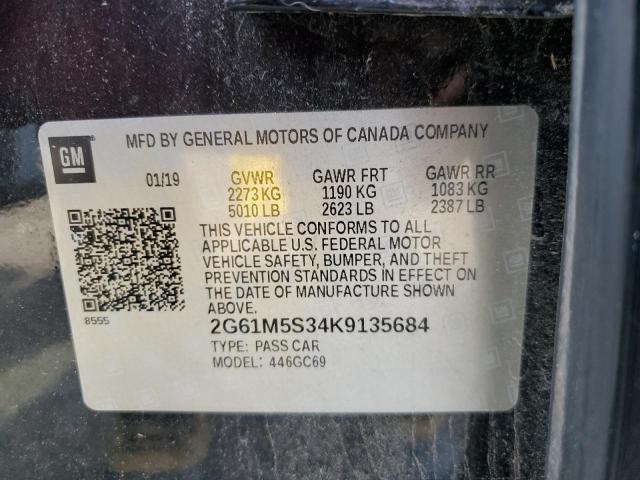 GM
MFD BY GENERAL MOTORS OF CANADA COMPANY
01/19 GVWR GAWR FRT GAWR RR
2273 KG 1190 KG 1083 KG
5010 LB 2623 LB 2387 LB
THIS VEHICLE CONFORMS TO ALL
APPLICABLE U.S. FEDERAL MOTOR
VEHICLE SAFETY, BUMPER, AND THEFT
PREVENTION STANDARDS IN EFFECT ON
THE DATE OF MANUFACTURE SHOWN
ABOVE.
8555
2G61M5S34K9135684
TYPE: PASS CAR
MODEL: 446GC69